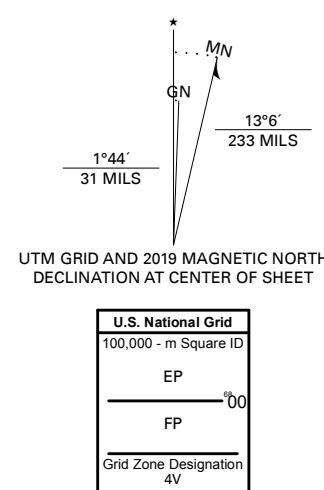 ★
MN
GN
13°6´
233 MILS
1°44´
31 MILS
UTM GRID AND 2019 MAGNETIC NORTH
DECLINATION AT CENTER OF SHEET
U.S. National Grid
100,000 - m Square ID
EP
⁶⁸00
FP
Grid Zone Designation
4V